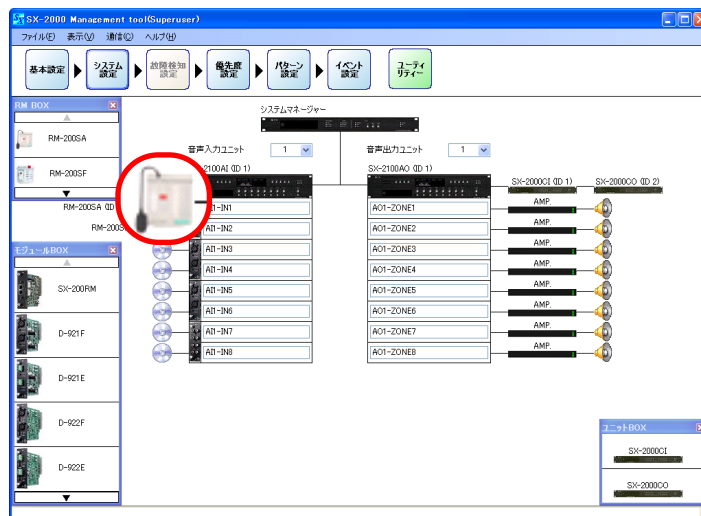 SX-2000 Management tool(Superuser)
ファイル(F) 表示(V) 通信(C) ヘルプ(H)
基本設定
システム
設定
故障検知
設定
優先度
設定
パターン
設定
イベント
設定
ユーティ
リティー
RM BOX
RM-200SA
RM-200SF
RM-200SA (ID
RM-200S
モジュールBOX
SX-200RM
D-921F
D-921E
D-922F
D-922E
システムマネージャー
音声入力ユニット 1
音声出力ユニット 1
-2100AI (ID 1)
SX-2100AO (ID 1)
SX-2000CI (ID 1)
SX-2000CO (ID 2)
AI1-IN1
AI1-IN2
AI1-IN3
AI1-IN4
AI1-IN5
AI1-IN6
AI1-IN7
AI1-IN8
AO1-ZONE1
AO1-ZONE2
AO1-ZONE3
AO1-ZONE4
AO1-ZONE5
AO1-ZONE6
AO1-ZONE7
AO1-ZONE8
AMP.
AMP.
AMP.
AMP.
AMP.
AMP.
AMP.
AMP.
ユニットBOX
SX-2000CI
SX-2000CO